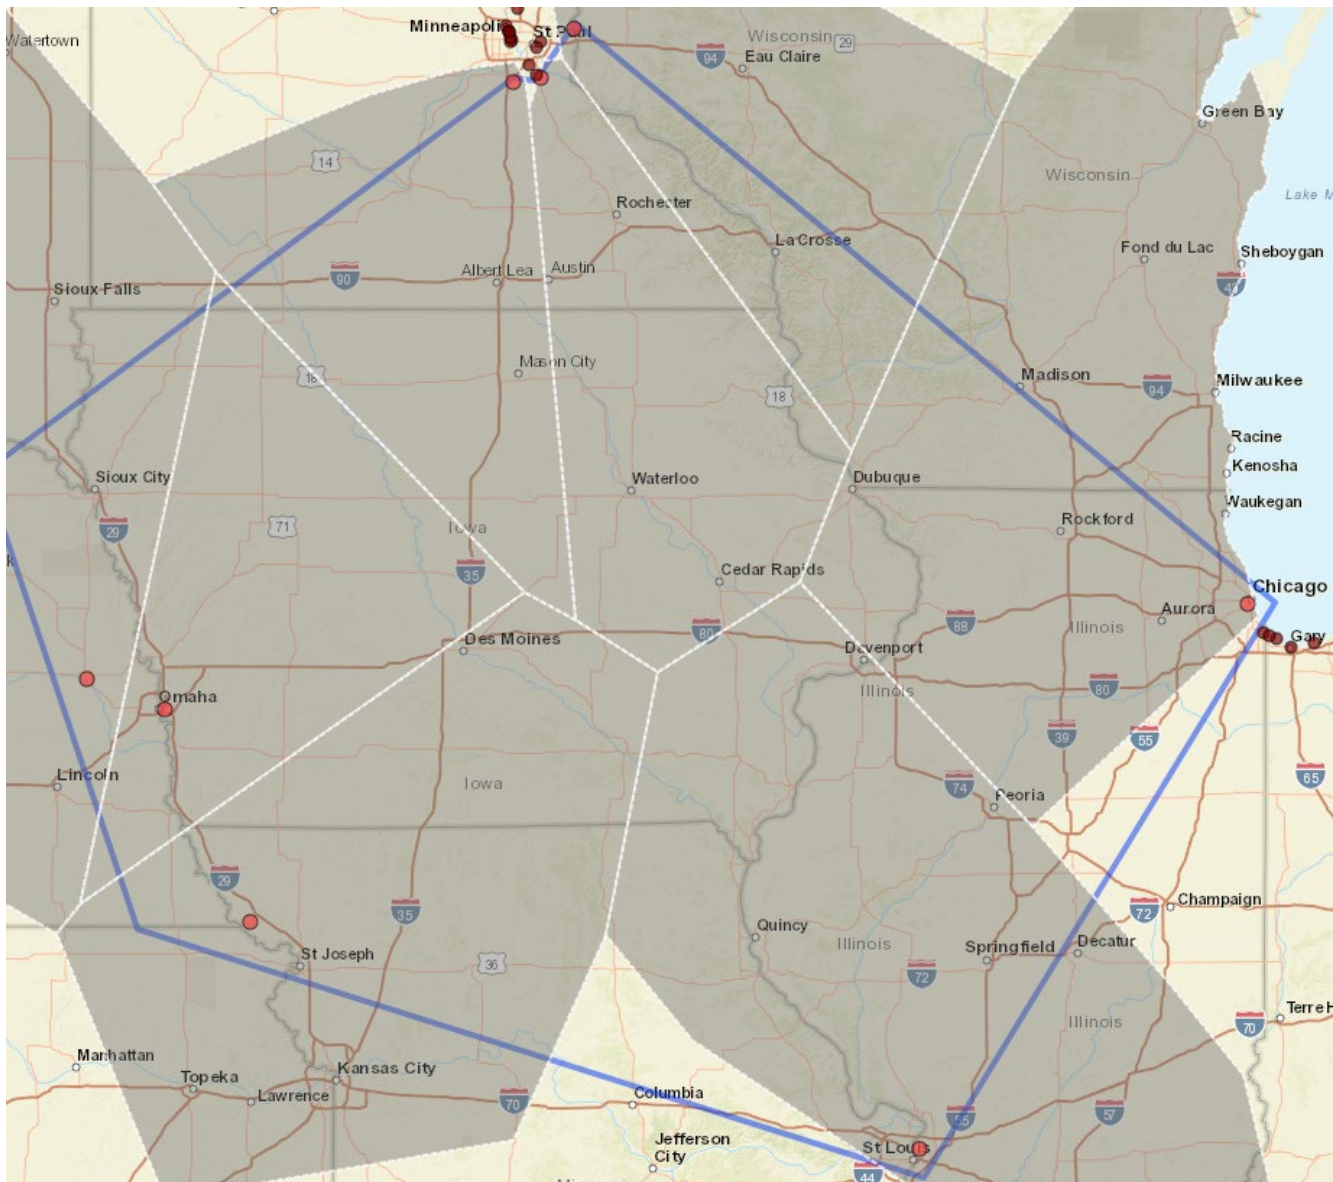 Minneapolis
St Paul
Watertown
Wisconsin
29
94
Eau Claire
Green Bay
14
Wisconsin
Lake M
Rochester
La Crosse
Fond du Lac
Sheboygan
90
Albert Lea
Austin
43
Sioux Falls
Mason City
18
18
Madison
94
Milwaukee
Racine
Kenosha
Waukegan
Sioux City
Waterloo
Dubuque
29
71
Iowa
Rockford
35
Cedar Rapids
Chicago
88
Aurora
Illinois
80
Gary
Des Moines
Davenport
Illinois
80
Omaha
39
55
Lincoln
Iowa
74
Peoria
65
29
35
72
Champaign
Quincy
Illinois
Springfield
Decatur
St Joseph
36
72
Illinois
70
Terre H
Manhattan
Topeka
Kansas City
Lawrence
70
Columbia
55
57
Jefferson
City
St Louis
44